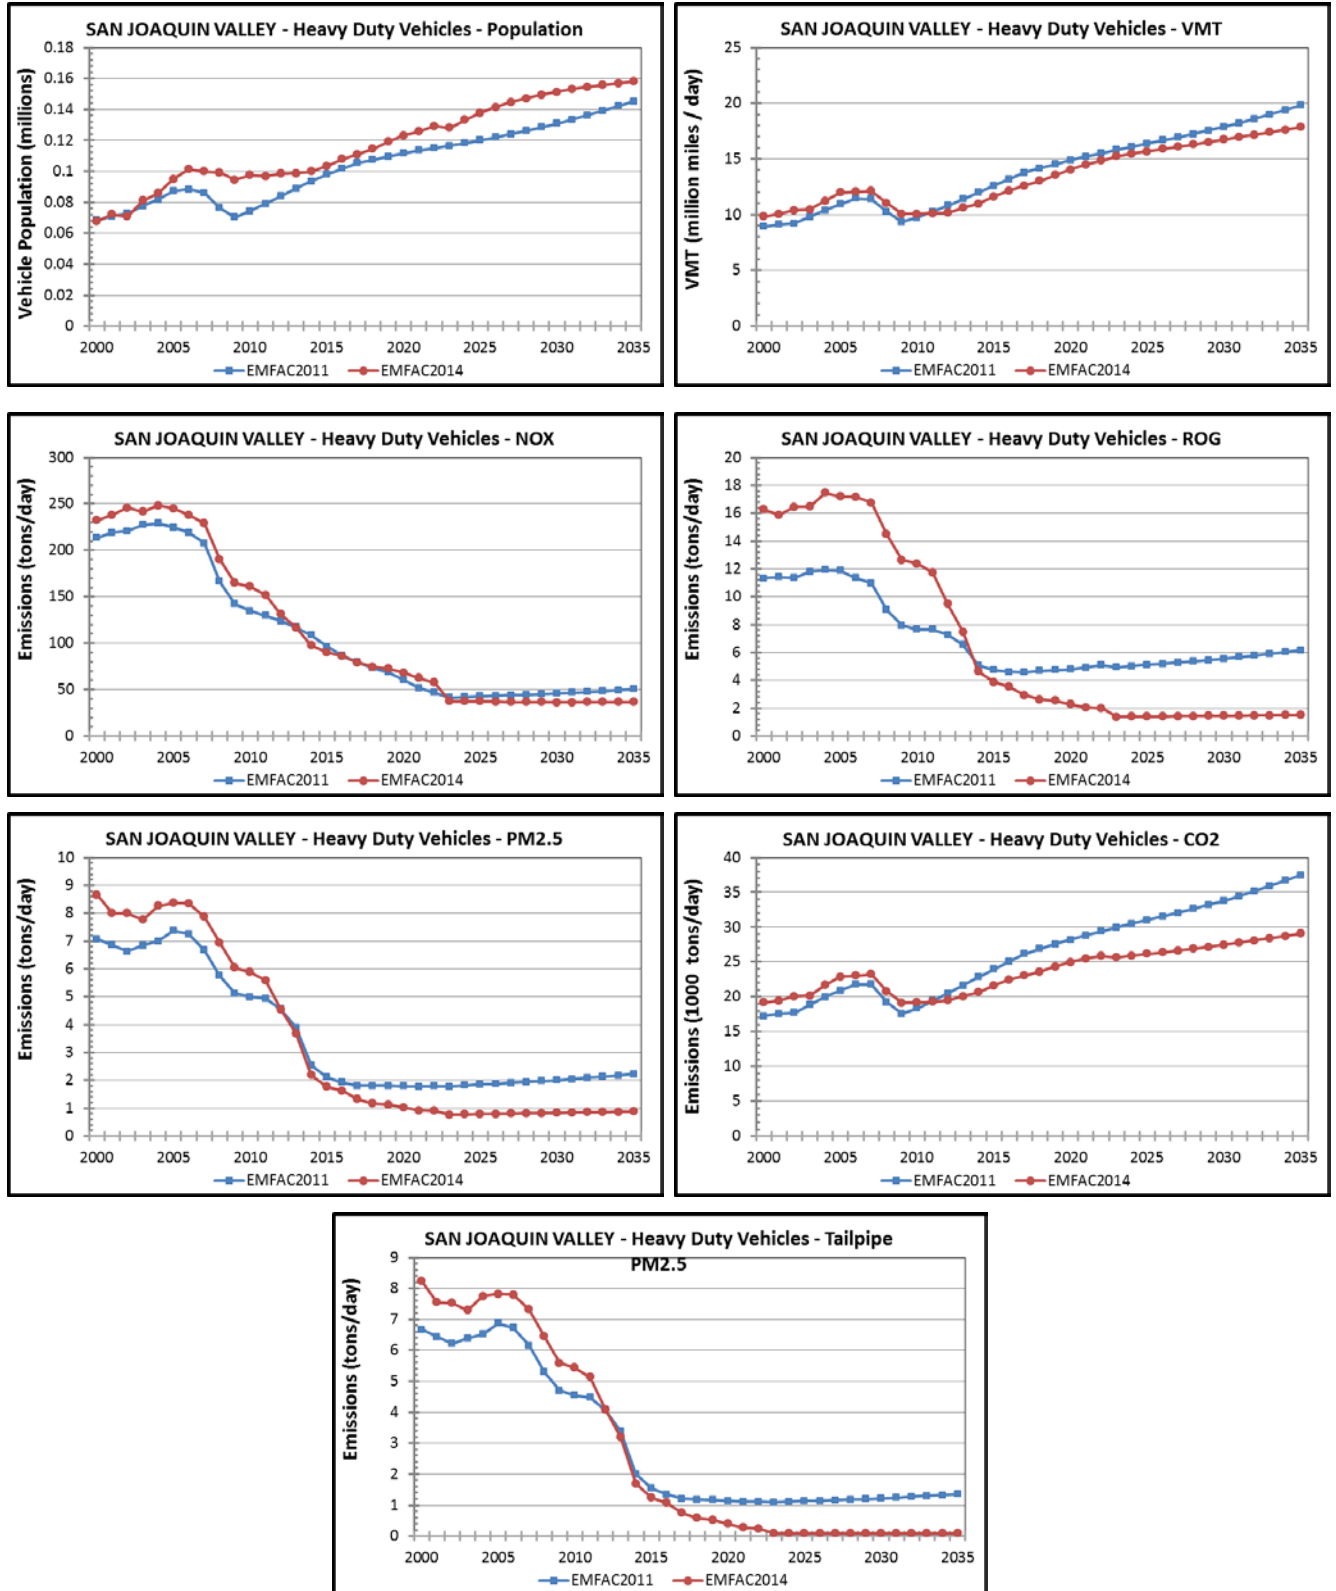 SAN JOAQUIN VALLEY - Heavy Duty Vehicles - Population
Vehicle Population (millions)
0.18
0.16
0.14
0.12
0.1
0.08
0.06
0.04
0.02
0
2000 2005 2010 2015 2020 2025 2030 2035
EMFAC2011 EMFAC2014
SAN JOAQUIN VALLEY - Heavy Duty Vehicles - VMT
VMT (million miles / day)
25
20
15
10
5
0
2000 2005 2010 2015 2020 2025 2030 2035
EMFAC2011 EMFAC2014
SAN JOAQUIN VALLEY - Heavy Duty Vehicles - NOX
Emissions (tons/day)
300
250
200
150
100
50
0
2000 2005 2010 2015 2020 2025 2030 2035
EMFAC2011 EMFAC2014
SAN JOAQUIN VALLEY - Heavy Duty Vehicles - ROG
Emissions (tons/day)
20
18
16
14
12
10
8
6
4
2
0
2000 2005 2010 2015 2020 2025 2030 2035
EMFAC2011 EMFAC2014
SAN JOAQUIN VALLEY - Heavy Duty Vehicles - PM2.5
Emissions (tons/day)
10
9
8
7
6
5
4
3
2
1
0
2000 2005 2010 2015 2020 2025 2030 2035
EMFAC2011 EMFAC2014
SAN JOAQUIN VALLEY - Heavy Duty Vehicles - CO2
Emissions (1000 tons/day)
40
35
30
25
20
15
10
5
0
2000 2005 2010 2015 2020 2025 2030 2035
EMFAC2011 EMFAC2014
SAN JOAQUIN VALLEY - Heavy Duty Vehicles - Tailpipe
PM2.5
Emissions (tons/day)
9
8
7
6
5
4
3
2
1
0
2000 2005 2010 2015 2020 2025 2030 2035
EMFAC2011 EMFAC2014